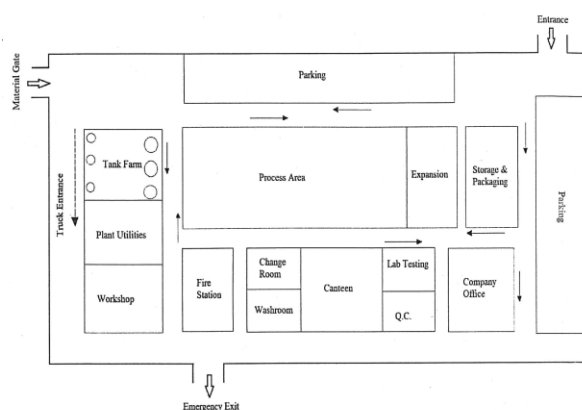 Entrance
Material Gate
Parking
Truck Entrance
Tank Farm
Process Area
Expansion
Storage &
Packaging
Parking
Plant Utilities
Workshop
Fire
Station
Change
Room
Washroom
Canteen
Lab Testing
Q.C.
Company
Office
Emergency Exit